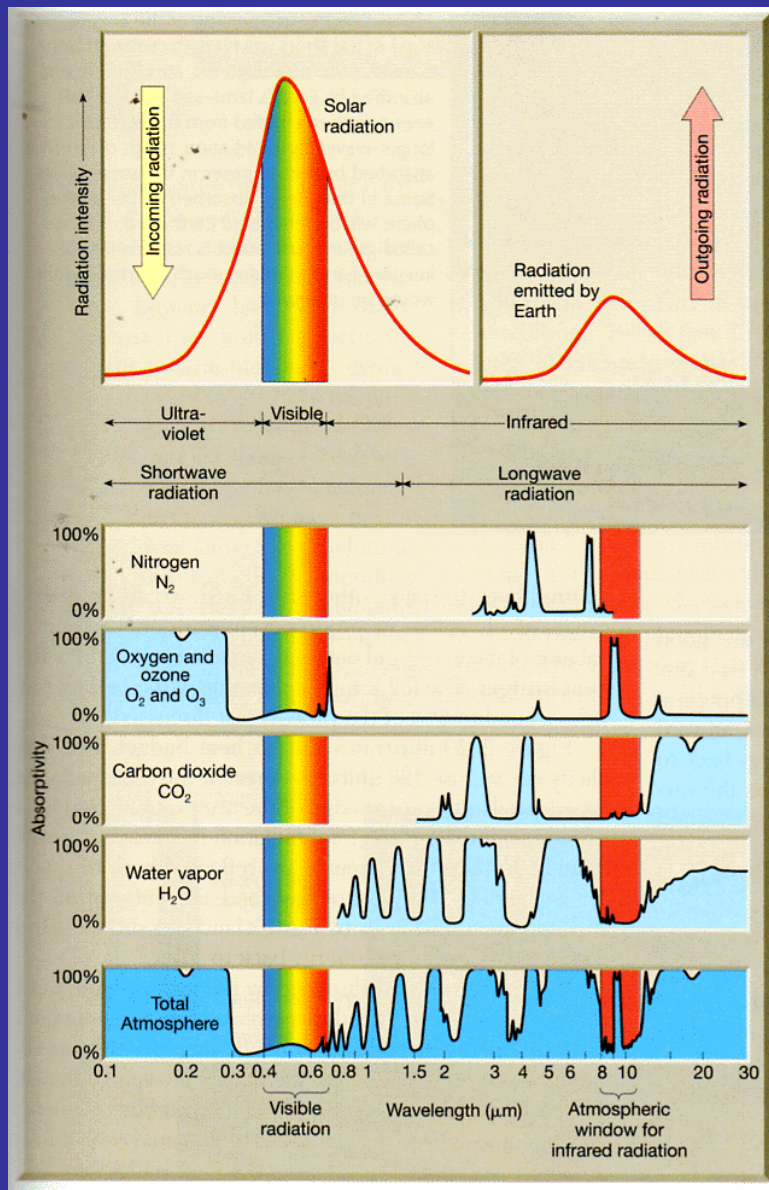 Radiation intensity
Incoming radiation
Solar
radiation
Radiation
emitted by
Earth
Outgoing radiation
Ultra-
violet
Visible
Infrared
Shortwave
radiation
Longwave
radiation
Absorptivity
100%
Nitrogen
N₂
0%
100%
Oxygen and
ozone
O₂ and O₃
0%
100%
Carbon dioxide
CO₂
0%
100%
Water vapor
H₂O
0%
100%
Total
Atmosphere
0%
0.1 0.2 0.3 0.4 0.6 0.8 1 1.5 2 3 4 5 6 8 10 20 30
Visible
radiation
Wavelength (μm)
Atmospheric
window for
infrared radiation